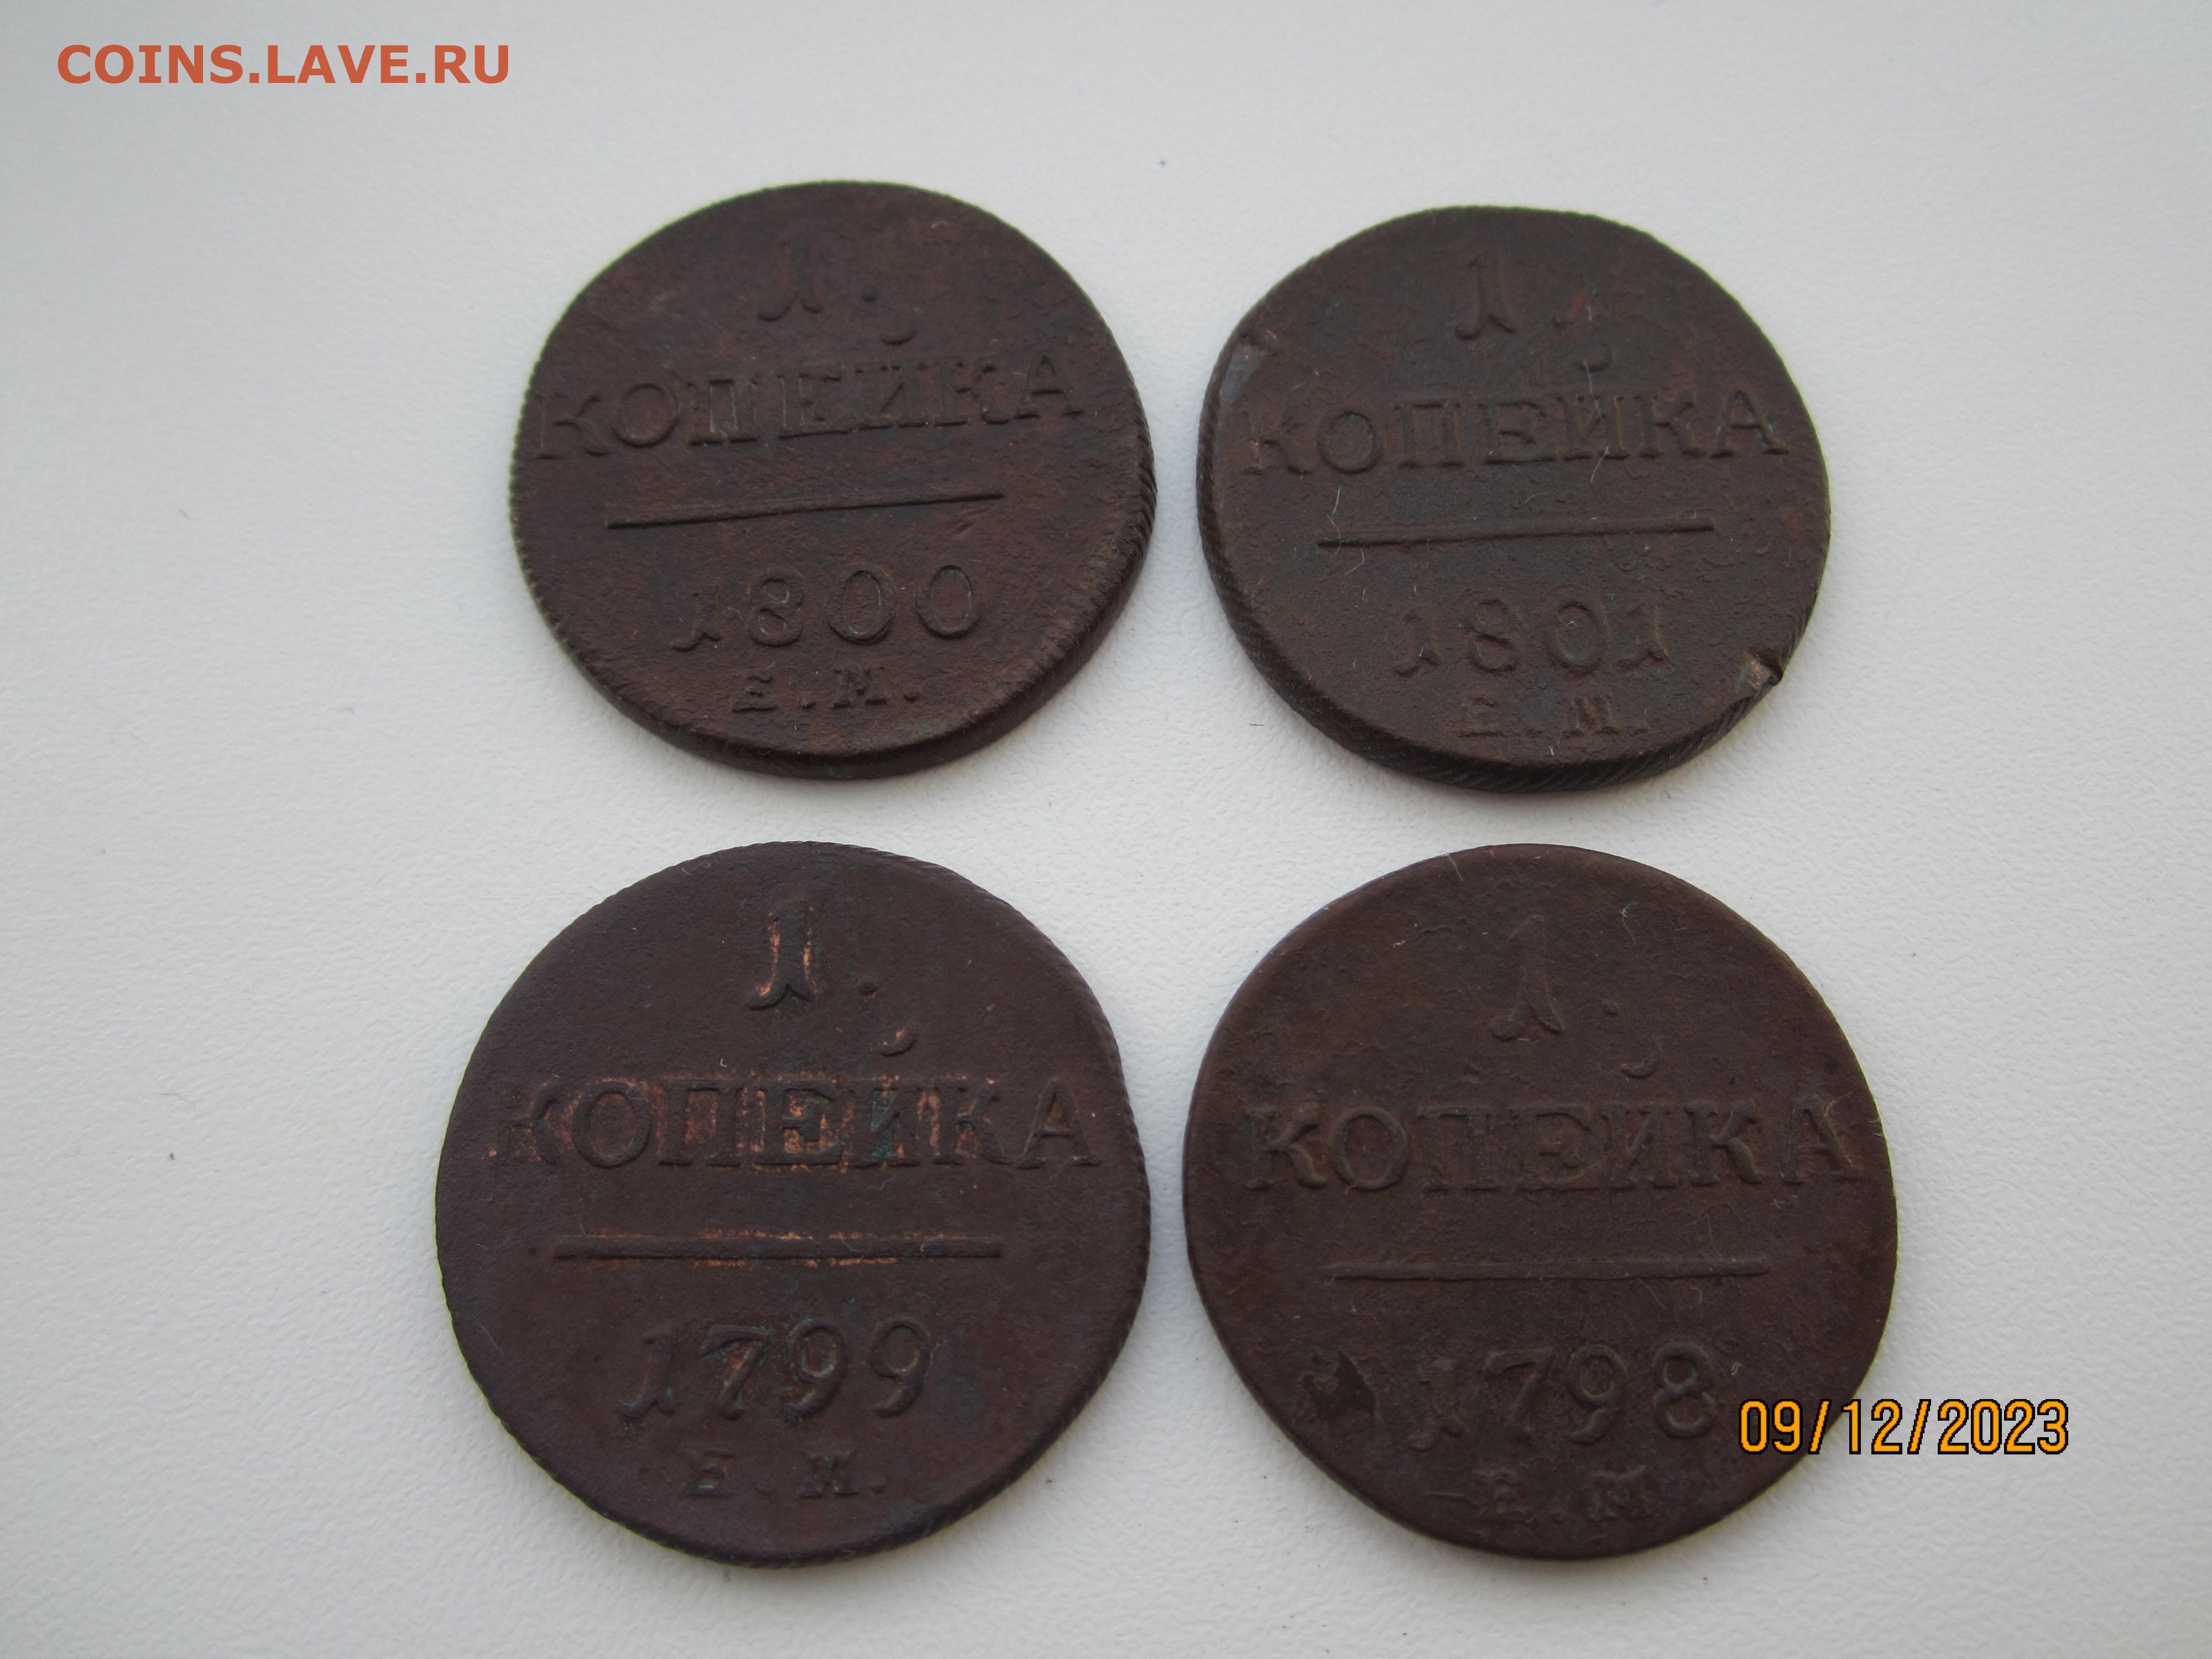 COINS.LAVE.RU
1.
КОПЕЙКА
1800
Е.М.
1.
КОПЕЙКА
1801
Е.М.
1.
КОПЕЙКА
1799
Е.М.
1.
КОПЕЙКА
1798
Е.М
09/12/2023